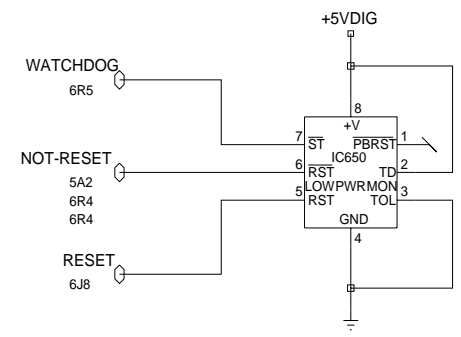 +5VDIG
WATCHDOG
6R5
8
+V
7 ST PBRST 1
IC650
NOT-RESET
6 RST TD 2
5A2
LOWPWRMON
6R4
5 RST TOL 3
6R4
GND
4
RESET
6J8